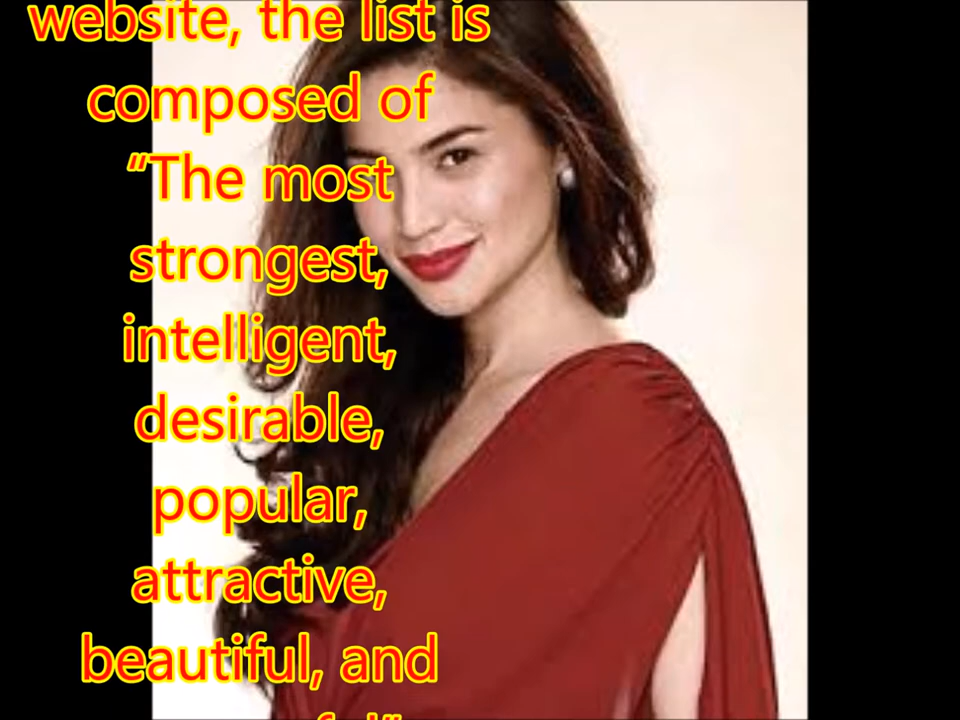 website, the list is
composed of
“The most
strongest,
intelligent,
desirable,
popular,
attractive,
beautiful, and